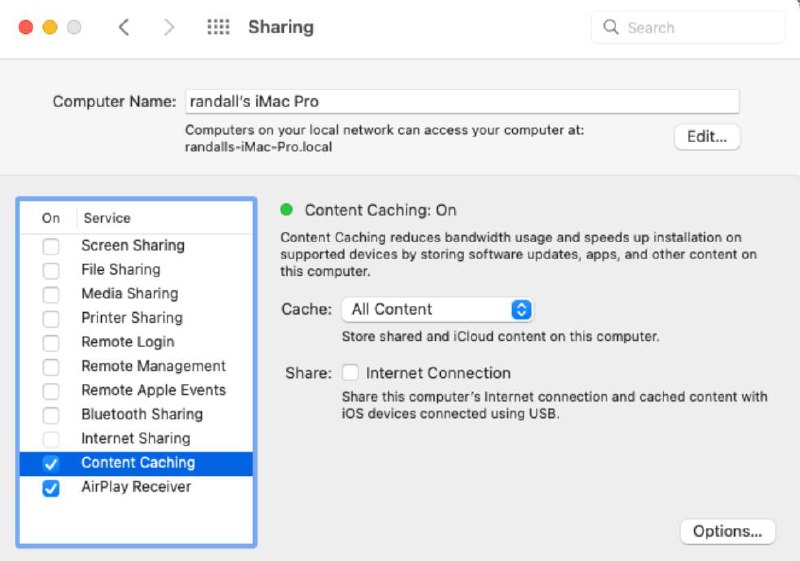 Sharing
Search
Computer Name: randall's iMac Pro
Computers on your local network can access your computer at:
randalls-iMac-Pro.local
Edit...
On Service
Screen Sharing
File Sharing
Media Sharing
Printer Sharing
Remote Login
Remote Management
Remote Apple Events
Bluetooth Sharing
Internet Sharing
Content Caching
AirPlay Receiver
Content Caching: On
Content Caching reduces bandwidth usage and speeds up installation on
supported devices by storing software updates, apps, and other content on
this computer.
Cache: All Content
Store shared and iCloud content on this computer.
Share: Internet Connection
Share this computer's Internet connection and cached content with
iOS devices connected using USB.
Options...